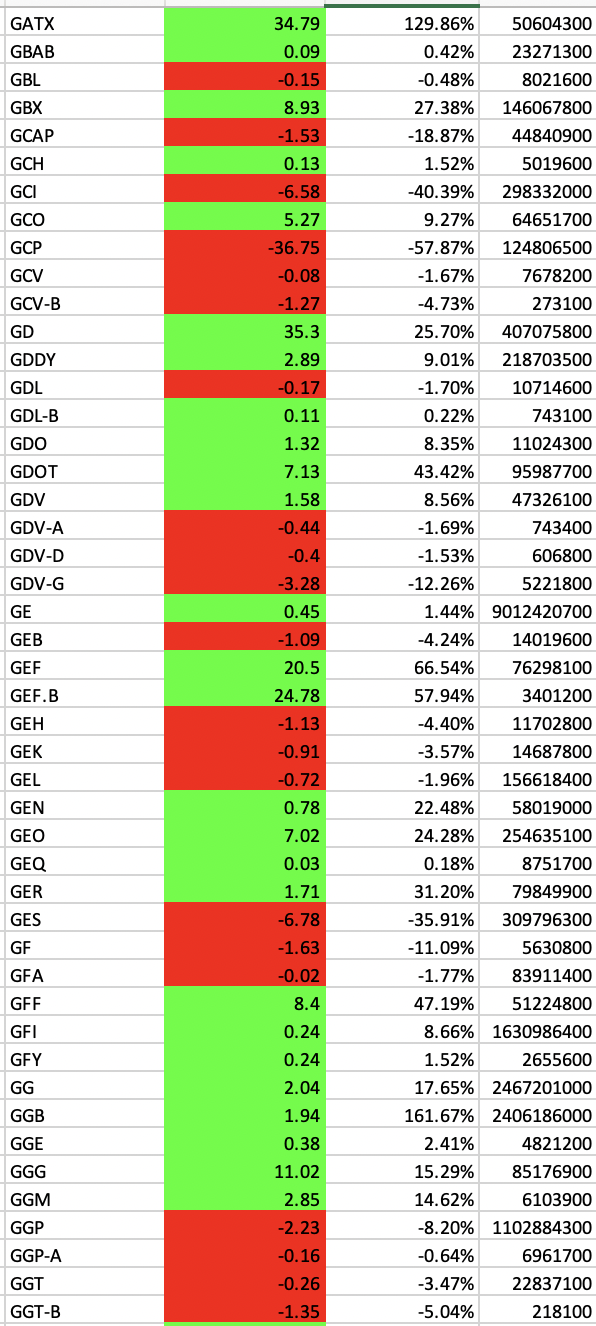 GATX 34.79 129.86% 50604300
GBAB 0.09 0.42% 23271300
GBL -0.15 -0.48% 8021600
GBX 8.93 27.38% 146067800
GCAP -1.53 -18.87% 44840900
GCH 0.13 1.52% 5019600
GCI -6.58 -40.39% 298332000
GCO 5.27 9.27% 64651700
GCP -36.75 -57.87% 124806500
GCV -0.08 -1.67% 7678200
GCV-B -1.27 -4.73% 273100
GD 35.3 25.70% 407075800
GDDY 2.89 9.01% 218703500
GDL -0.17 -1.70% 10714600
GDL-B 0.11 0.22% 743100
GDO 1.32 8.35% 11024300
GDOT 7.13 43.42% 95987700
GDV 1.58 8.56% 47326100
GDV-A -0.44 -1.69% 743400
GDV-D -0.4 -1.53% 606800
GDV-G -3.28 -12.26% 5221800
GE 0.45 1.44% 9012420700
GEB -1.09 -4.24% 14019600
GEF 20.5 66.54% 76298100
GEF.B 24.78 57.94% 3401200
GEH -1.13 -4.40% 11702800
GEK -0.91 -3.57% 14687800
GEL -0.72 -1.96% 156618400
GEN 0.78 22.48% 58019000
GEO 7.02 24.28% 254635100
GEQ 0.03 0.18% 8751700
GER 1.71 31.20% 79849900
GES -6.78 -35.91% 309796300
GF -1.63 -11.09% 5630800
GFA -0.02 -1.77% 83911400
GFF 8.4 47.19% 51224800
GFI 0.24 8.66% 1630986400
GFY 0.24 1.52% 2655600
GG 2.04 17.65% 2467201000
GGB 1.94 161.67% 2406186000
GGE 0.38 2.41% 4821200
GGG 11.02 15.29% 85176900
GGM 2.85 14.62% 6103900
GGP -2.23 -8.20% 1102884300
GGP-A -0.16 -0.64% 6961700
GGT -0.26 -3.47% 22837100
GGT-B -1.35 -5.04% 218100